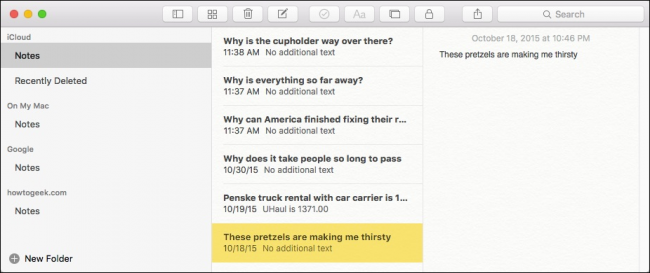 Aa
Search
iCloud
Notes
Recently Deleted
On My Mac
Notes
Google
Notes
howtogeek.com
Notes
New Folder
Why is the cupholder way over there?
11:38 AM No additional text
Why is everything so far away?
11:37 AM No additional text
Why can America finished fixing their r...
11:37 AM No additional text
Why does it take people so long to pass
10/30/15 No additional text
Penske truck rental with car carrier is 1...
10/19/15 UHaul is 1371.00
These pretzels are making me thirsty
10/18/15 No additional text
October 18, 2015 at 10:46 PM
These pretzels are making me thirsty